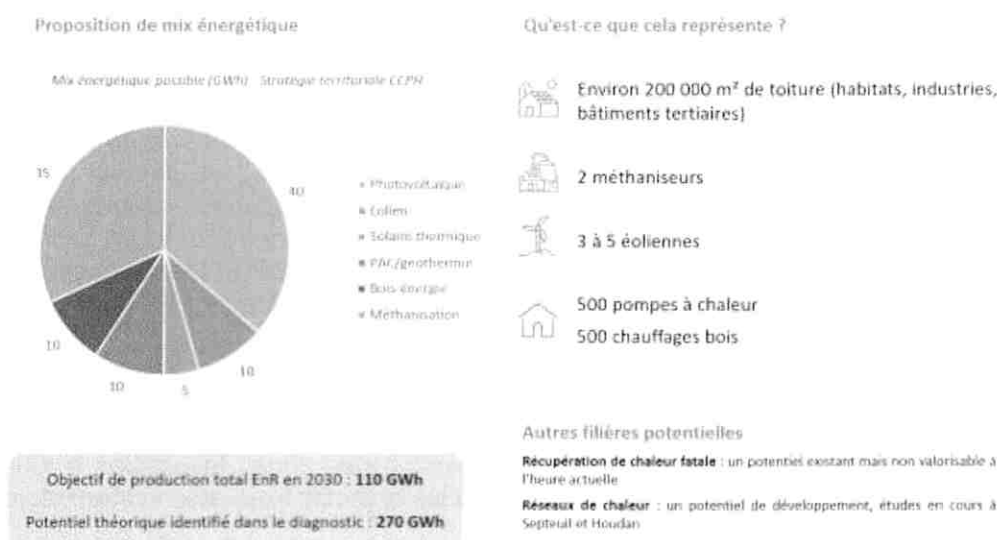 Proposition de mix énergétique
Mix énergétique possible (GWh) Stratégie territoriale CCPH
35
40
10
10
5
10
Photovoltaïque
Eolien
Solaire thermique
PAC/géothermie
Bois énergie
Méthanisation
Objectif de production total EnR en 2030 : 110 GWh
Potentiel théorique identifié dans le diagnostic : 270 GWh
Qu'est-ce que cela représente ?
Environ 200 000 m² de toiture (habitats, industries,
bâtiments tertiaires)
2 méthaniseurs
3 à 5 éoliennes
500 pompes à chaleur
500 chauffages bois
Autres filières potentielles
Récupération de chaleur fatale : un potentiel existant mais non valorisable à
l'heure actuelle
Réseaux de chaleur : un potentiel de développement, études en cours à
Septeuil et Houdan